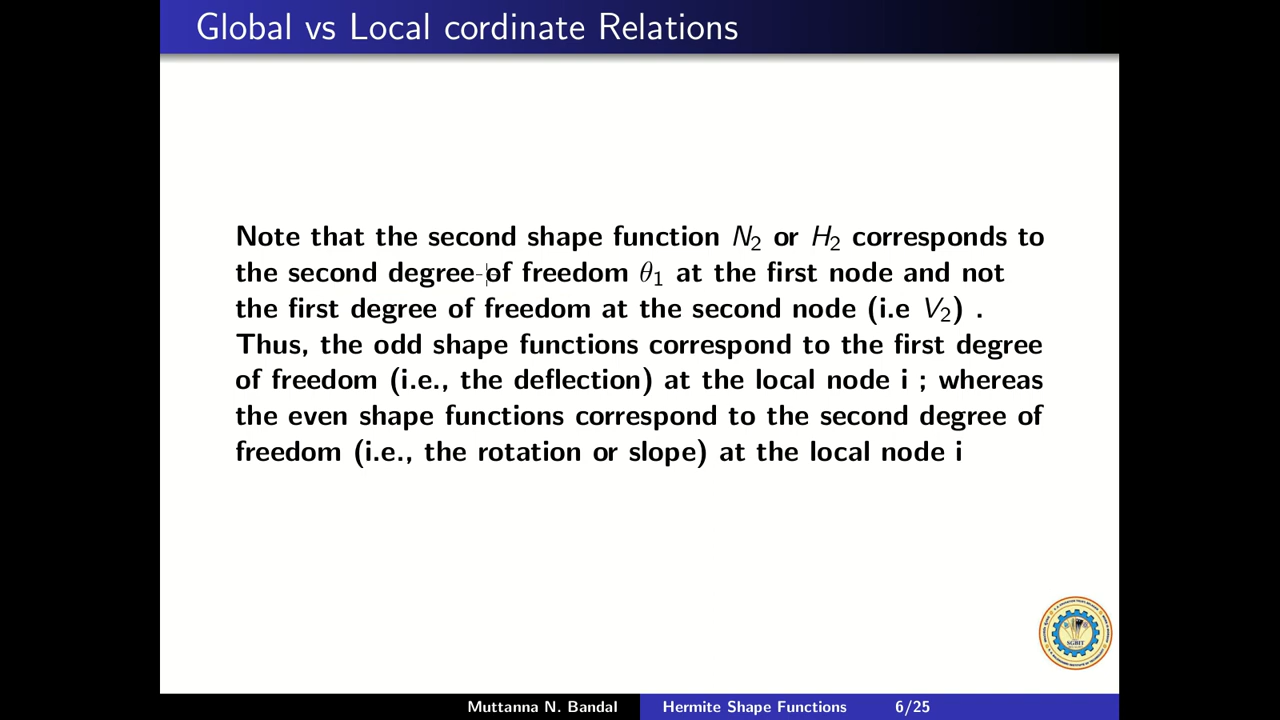 Global vs Local cordinate Relations
Note that the second shape function N₂ or H₂ corresponds to
the second degree of freedom θ₁ at the first node and not
the first degree of freedom at the second node (i.e V₂) .
Thus, the odd shape functions correspond to the first degree
of freedom (i.e., the deflection) at the local node i ; whereas
the even shape functions correspond to the second degree of
freedom (i.e., the rotation or slope) at the local node i
SGBIT
Muttanna N. Bandal
Hermite Shape Functions
6/25